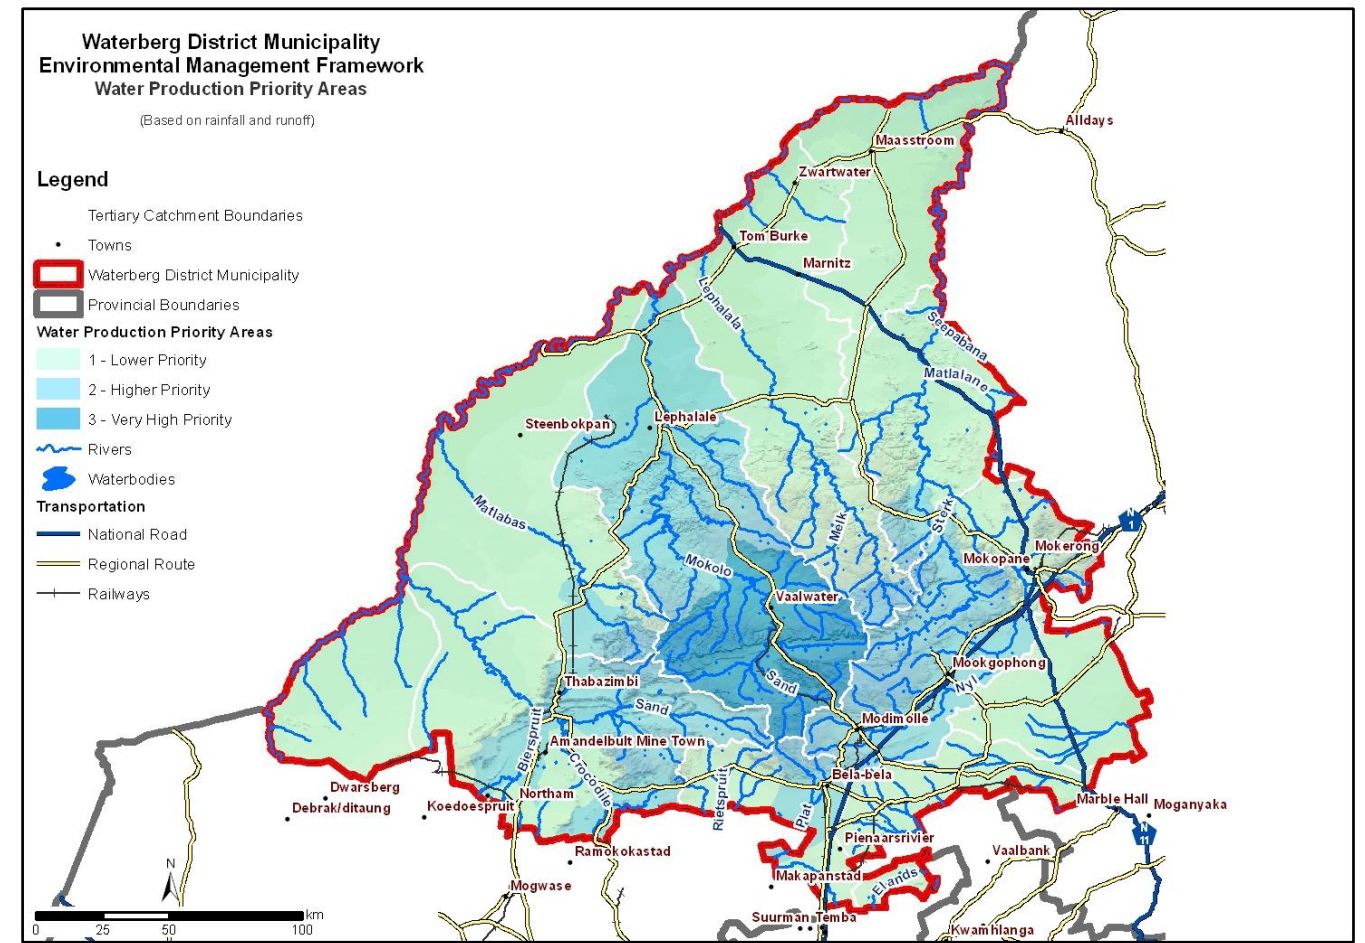 Waterberg District Municipality
Environmental Management Framework
Water Production Priority Areas
(Based on rainfall and runoff)
Legend
Tertiary Catchment Boundaries
Towns
Waterberg District Municipality
Provincial Boundaries
Water Production Priority Areas
1 - Lower Priority
2 - Higher Priority
3 - Very High Priority
Rivers
Waterbodies
Transportation
National Road
Regional Route
Railways
Alldays
Maasstroom
Zwartwater
Tom Burke
Marnitz
Lephalala
Seepabana
Matlalane
Steenbokpan
Lephalale
Matlabas
Melk
Sterk
N
1
Mokerong
Mokopane
Mokolo
Vaalwater
Mookgophong
Nyl
Thabazimbi
Sand
Sand
Modimolle
Bierspruit
Amandelbult Mine Town
Crocodile
Bela-bela
Dwarsberg
Debrak/ditaung
Koedoespruit
Northam
Rietspruit
Plat
Marble Hall
Moganyaka
N
11
Pienaarsrivier
Ramokokastad
Vaalbank
Makapanstad
Elands
Mogwase
Suurman
Temba
Kwamhlanga
N
km
0
25
50
100